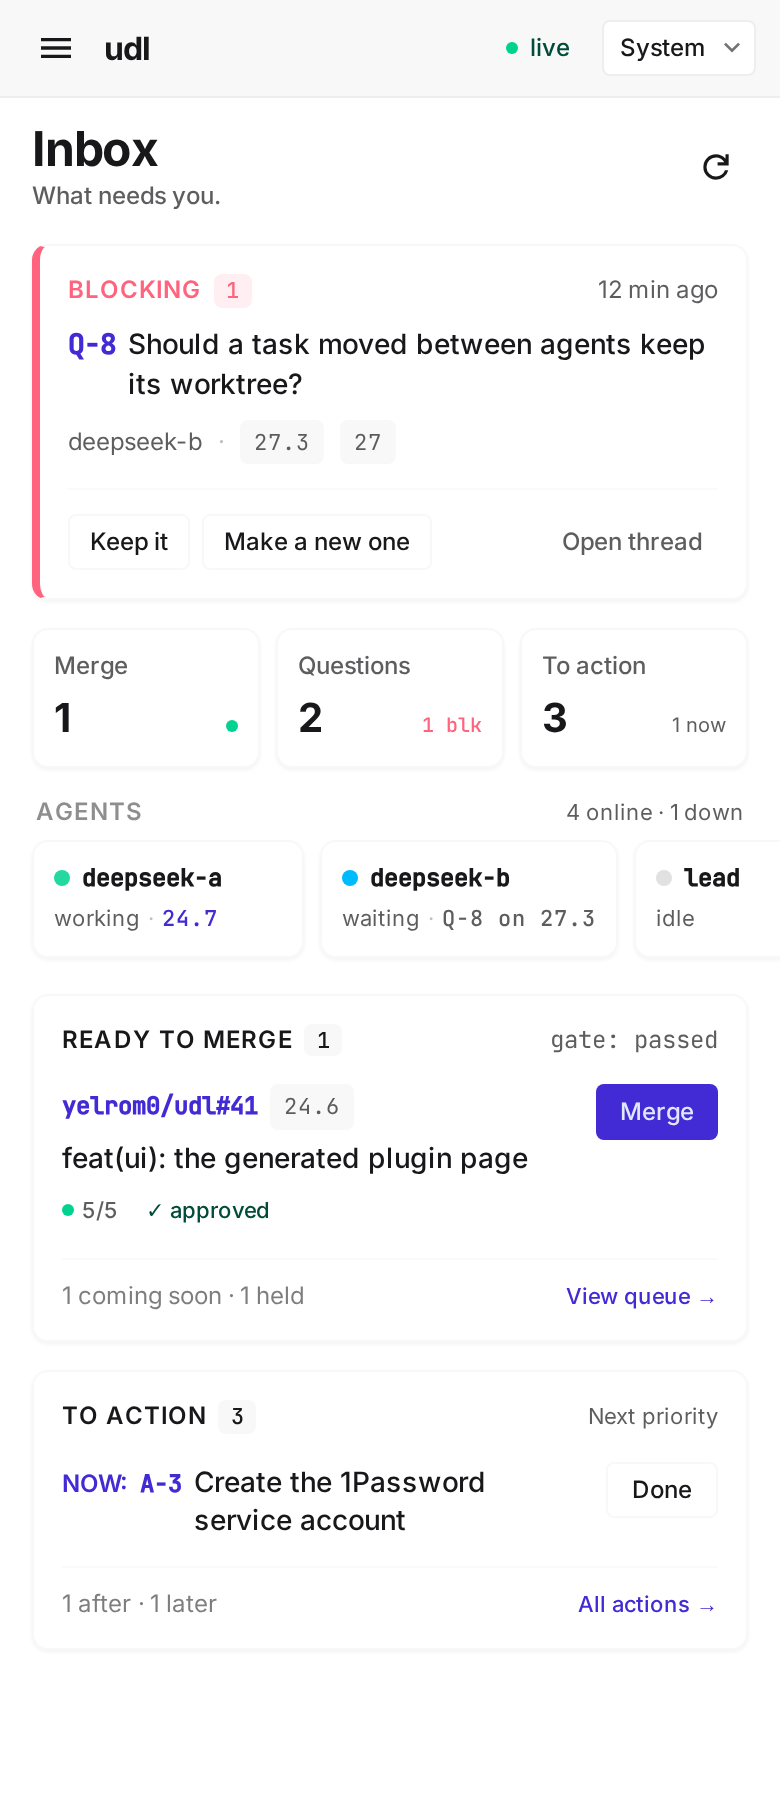 udl
live
System
Inbox
What needs you.
BLOCKING 1
12 min ago
Q-8 Should a task moved between agents keep
its worktree?
deepseek-b · 27.3 27
Keep it
Make a new one
Open thread
Merge
1
Questions
2
1 blk
To action
3
1 now
AGENTS
4 online · 1 down
deepseek-a
working · 24.7
deepseek-b
waiting · Q-8 on 27.3
lead
idle
READY TO MERGE 1
gate: passed
yelrom0/udl#41 24.6
Merge
feat(ui): the generated plugin page
5/5 ✓ approved
1 coming soon · 1 held
View queue →
TO ACTION 3
Next priority
NOW: A-3 Create the 1Password
service account
Done
1 after · 1 later
All actions →